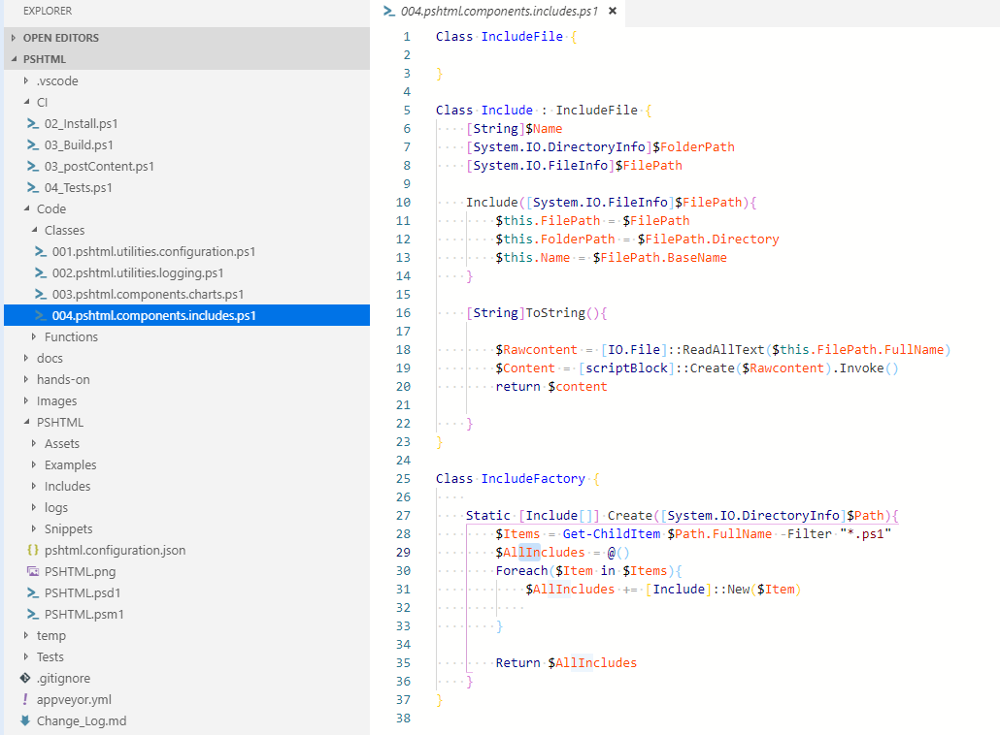 EXPLORER
OPEN EDITORS
PSHTML
.vscode
CI
02_Install.ps1
03_Build.ps1
03_postContent.ps1
04_Tests.ps1
Code
Classes
001.pshtml.utilities.configuration.ps1
002.pshtml.utilities.logging.ps1
003.pshtml.components.charts.ps1
004.pshtml.components.includes.ps1
Functions
docs
hands-on
Images
PSHTML
Assets
Examples
Includes
logs
Snippets
pshtml.configuration.json
PSHTML.png
PSHTML.psd1
PSHTML.psm1
temp
Tests
.gitignore
appveyor.yml
Change_Log.md
004.pshtml.components.includes.ps1 ×
1 Class IncludeFile {
2
3 }
4
5 Class Include : IncludeFile {
6 [String]$Name
7 [System.IO.DirectoryInfo]$FolderPath
8 [System.IO.FileInfo]$FilePath
9
10 Include([System.IO.FileInfo]$FilePath){
11 $this.FilePath = $FilePath
12 $this.FolderPath = $FilePath.Directory
13 $this.Name = $FilePath.BaseName
14 }
15
16 [String]ToString(){
17
18 $Rawcontent = [IO.File]::ReadAllText($this.FilePath.FullName)
19 $Content = [scriptBlock]::Create($Rawcontent).Invoke()
20 return $content
21
22 }
23 }
24
25 Class IncludeFactory {
26
27 Static [Include[]] Create([System.IO.DirectoryInfo]$Path){
28 $Items = Get-ChildItem $Path.FullName -Filter "*.ps1"
29 $AllIncludes = @()
30 Foreach($Item in $Items){
31 $AllIncludes += [Include]::New($Item)
32
33 }
34
35 Return $AllIncludes
36 }
37 }
38